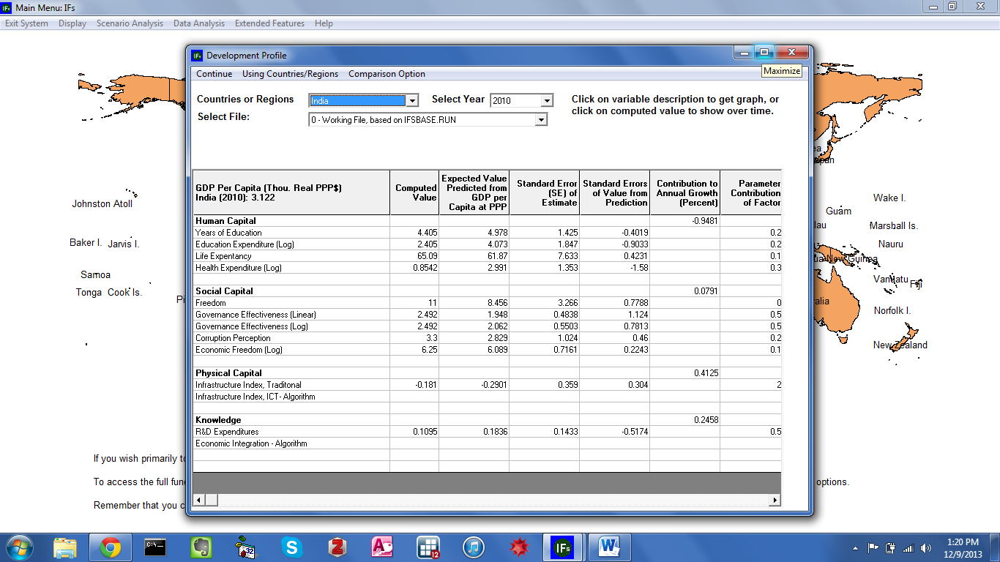 Main Menu: IFs
Exit System Display Scenario Analysis Data Analysis Extended Features Help
Development Profile
Continue Using Countries/Regions Comparison Option
Maximize
Countries or Regions India Select Year 2010
Select File: 0 - Working File, based on IFSBASE.RUN
Click on variable description to get graph, or
click on computed value to show over time.
GDP Per Capita (Thou. Real PPP$)
India (2010): 3.122
Computed
Value
Expected Value
Predicted from
GDP per
Capita at PPP
Standard Error
(SE) of
Estimate
Standard Errors
of Value from
Prediction
Contribution to
Annual Growth
(Percent)
Parameter
Contribution
of Factor
Human Capital -0.9481
Years of Education 4.405 4.978 1.425 -0.4019 0.2
Education Expenditure (Log) 2.405 4.073 1.847 -0.9033 0.2
Life Expentancy 65.09 61.87 7.633 0.4231 0.1
Health Expenditure (Log) 0.8542 2.991 1.353 -1.58 0.3
Social Capital 0.0791
Freedom 11 8.456 3.266 0.7788 0
Governance Effectiveness (Linear) 2.492 1.948 0.4838 1.124 0.5
Governance Effectiveness (Log) 2.492 2.062 0.5503 0.7813 0.5
Corruption Perception 3.3 2.829 1.024 0.46 0.2
Economic Freedom (Log) 6.25 6.089 0.7161 0.2243 0.1
Physical Capital 0.4125
Infrastructure Index, Traditonal -0.181 -0.2901 0.359 0.304 2
Infrastructure Index, ICT- Algorithm
Knowledge 0.2458
R&D Expenditures 0.1095 0.1836 0.1433 -0.5174 0.5
Economic Integration - Algorithm
Johnston Atoll
Baker I. Jarvis I.
Samoa
Tonga Cook Is.
Wake I.
Guam
Marshall Is.
Nauru
New Guinea
Vanuatu Fiji
Norfolk I.
New Zealand
If you wish primarily
To access the full
options.
Remember that you
1:20 PM
12/9/2013